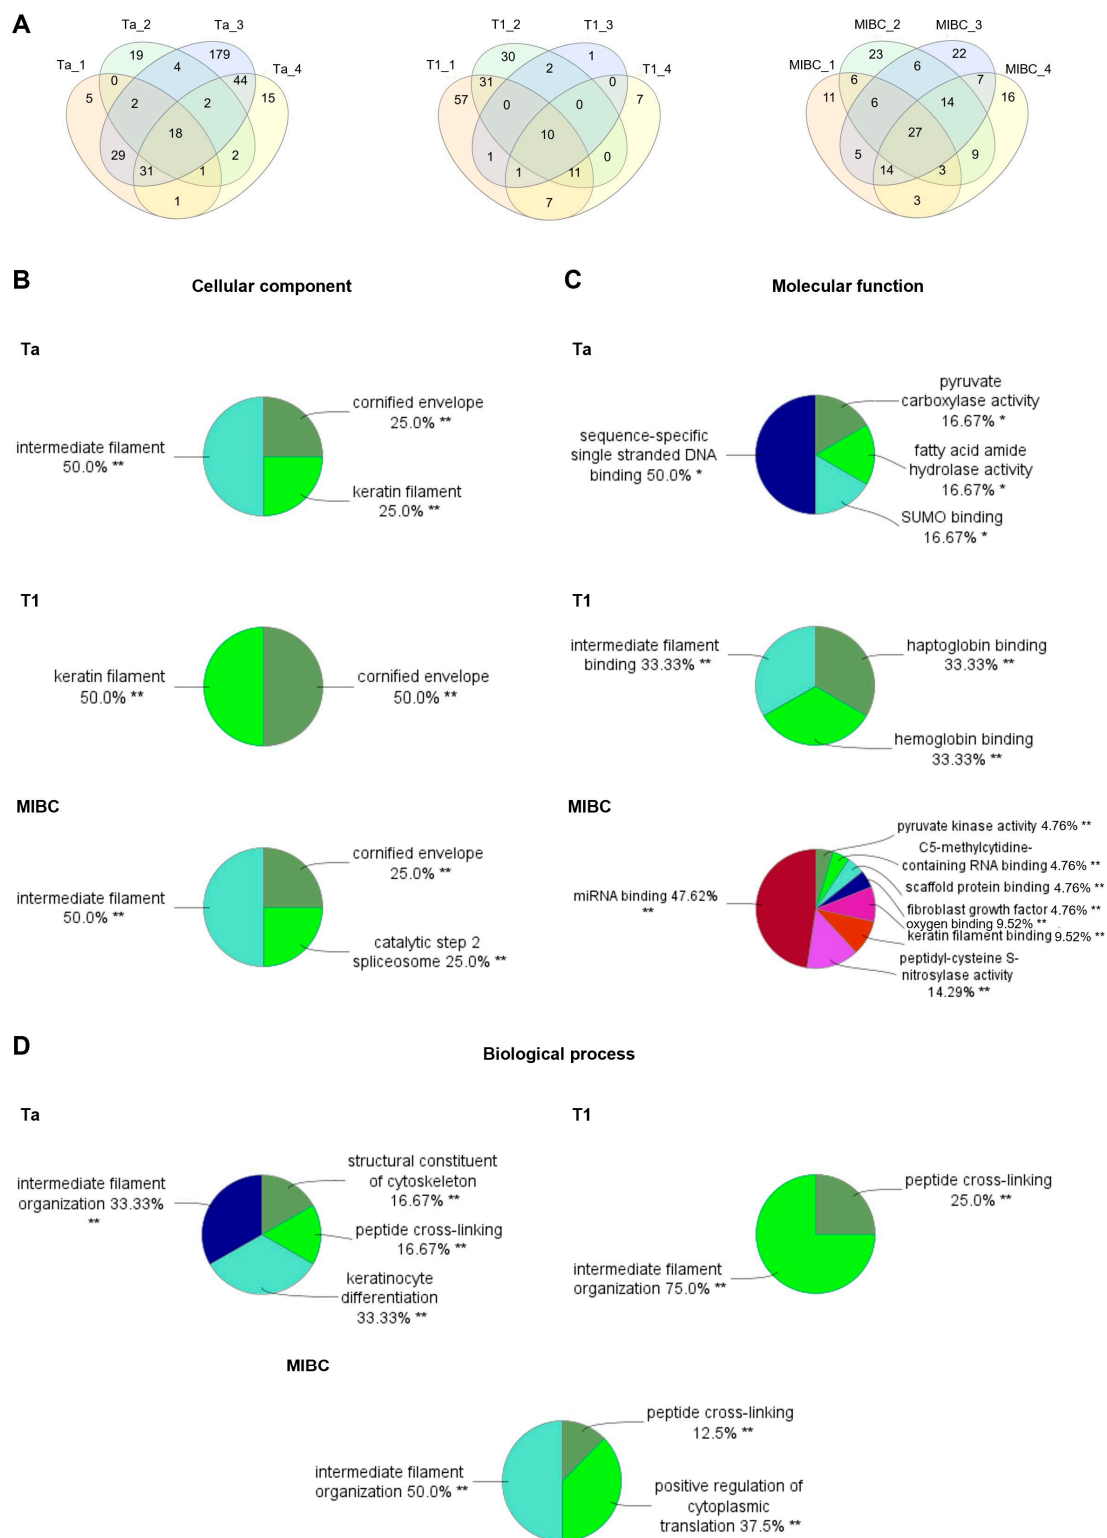 A
Ta_1
Ta_2
Ta_3
Ta_4
5
0
19
4
179
44
15
2
2
18
29
31
1
2
1
T1_1
T1_2
T1_3
T1_4
57
31
30
2
1
0
7
0
0
10
1
1
11
0
7
MIBC_1
MIBC_2
MIBC_3
MIBC_4
11
6
23
6
22
7
16
6
14
27
5
14
3
9
3
B
Cellular component
Ta
intermediate filament
50.0% **
cornified envelope
25.0% **
keratin filament
25.0% **
T1
keratin filament
50.0% **
cornified envelope
50.0% **
MIBC
intermediate filament
50.0% **
cornified envelope
25.0% **
catalytic step 2
spliceosome 25.0% **
C
Molecular function
Ta
sequence-specific
single stranded DNA
binding 50.0% *
pyruvate
carboxylase activity
16.67% *
fatty acid amide
hydrolase activity
16.67% *
SUMO binding
16.67% *
T1
intermediate filament
binding 33.33% **
haptoglobin binding
33.33% **
hemoglobin binding
33.33% **
MIBC
miRNA binding 47.62%
**
pyruvate kinase activity 4.76% **
C5-methylcytidine-
containing RNA binding 4.76% **
scaffold protein binding 4.76% **
fibroblast growth factor 4.76% **
oxygen binding 9.52% **
keratin filament binding 9.52% **
peptidyl-cysteine S-
nitrosylase activity
14.29% **
D
Biological process
Ta
intermediate filament
organization 33.33%
**
structural constituent
of cytoskeleton
16.67% **
peptide cross-linking
16.67% **
keratinocyte
differentiation
33.33% **
T1
peptide cross-linking
25.0% **
intermediate filament
organization 75.0% **
MIBC
intermediate filament
organization 50.0% **
peptide cross-linking
12.5% **
positive regulation of
cytoplasmic
translation 37.5% **